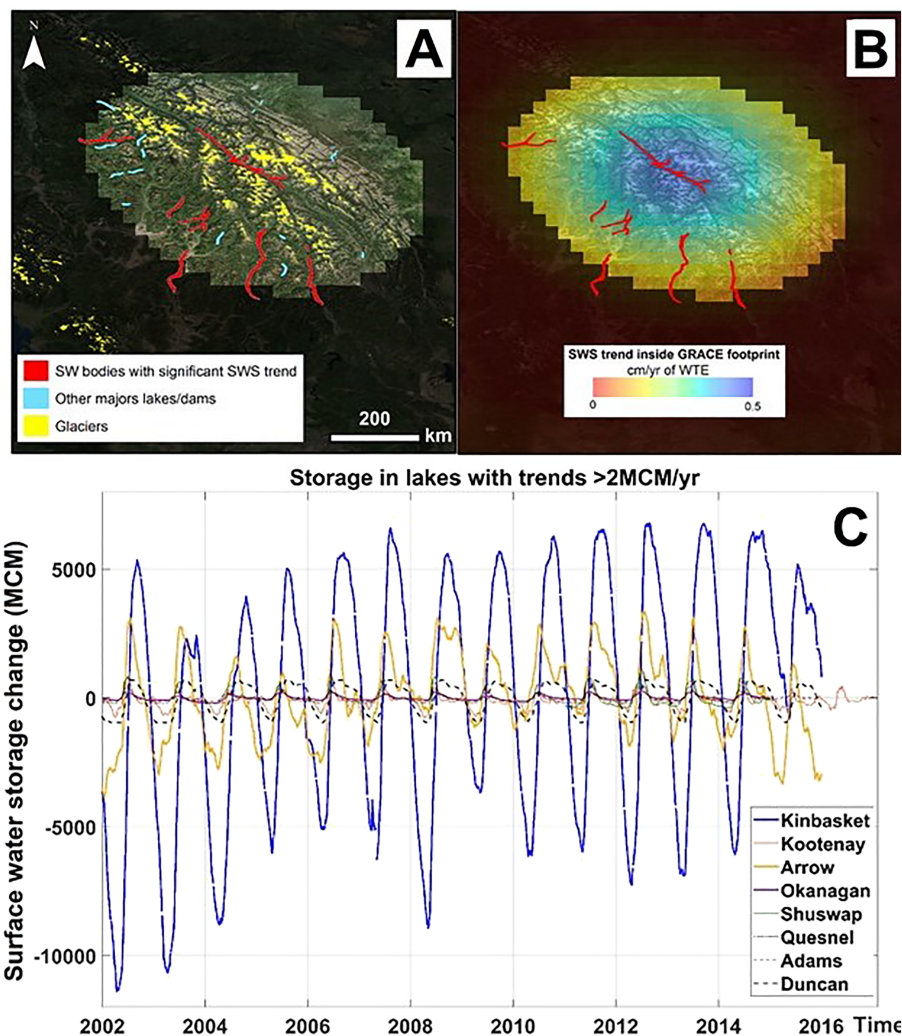 N
A
B
SW bodies with significant SWS trend
Other majors lakes/dams
Glaciers
200
km
SWS trend inside GRACE footprint
cm/yr of WTE
0 0.5
Storage in lakes with trends >2MCM/yr
C
Surface water storage change (MCM)
5000
0
-5000
-10000
Kinbasket
Kootenay
Arrow
Okanagan
Shuswap
Quesnel
Adams
Duncan
2002 2004 2006 2008 2010 2012 2014 2016 Time